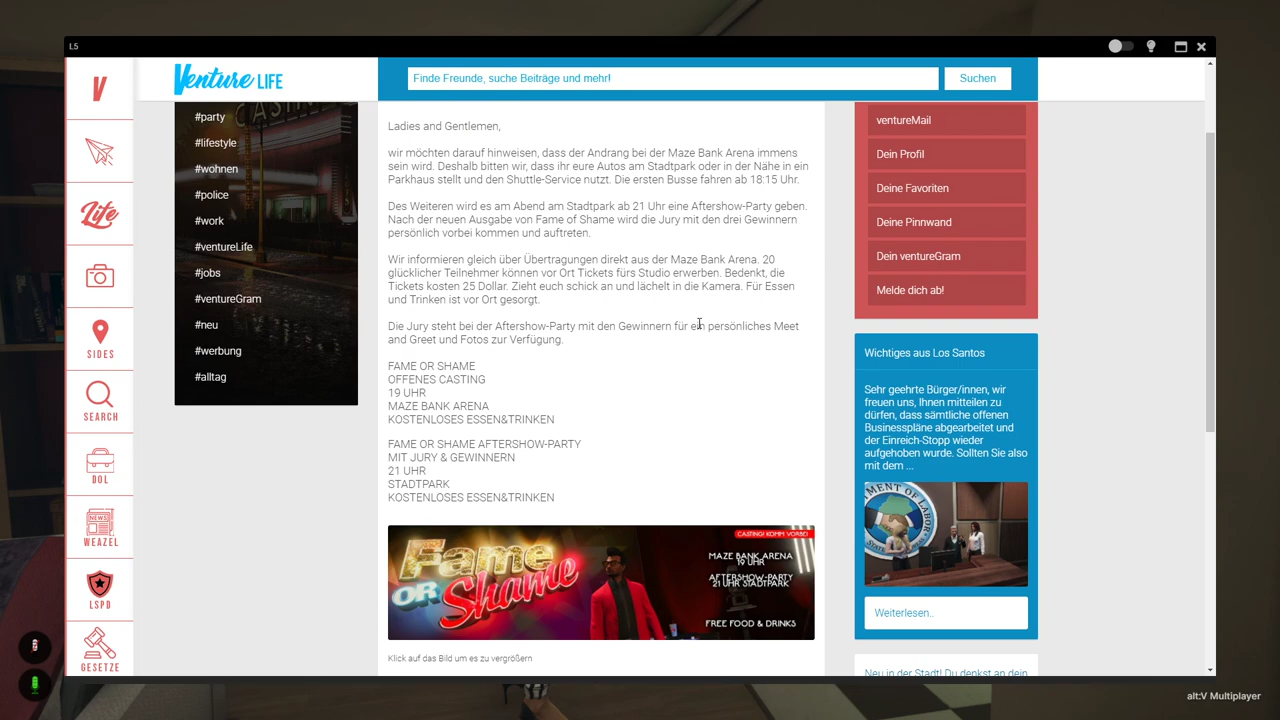 L5
Venture LIFE
Finde Freunde, suche Beiträge und mehr!
Suchen
V
Life
SIDES
SEARCH
DOL
NEWS
WEAZEL
LSPD
GESETZE
CASINO
#party
#lifestyle
#wohnen
#police
#work
#ventureLife
#jobs
#ventureGram
#neu
#werbung
#alltag
Ladies and Gentlemen,
wir möchten darauf hinweisen, dass der Andrang bei der Maze Bank Arena immens
sein wird. Deshalb bitten wir, dass ihr eure Autos am Stadtpark oder in der Nähe in ein
Parkhaus stellt und den Shuttle-Service nutzt. Die ersten Busse fahren ab 18:15 Uhr.
Des Weiteren wird es am Abend am Stadtpark ab 21 Uhr eine Aftershow-Party geben.
Nach der neuen Ausgabe von Fame of Shame wird die Jury mit den drei Gewinnern
persönlich vorbei kommen und auftreten.
Wir informieren gleich über Übertragungen direkt aus der Maze Bank Arena. 20
glücklicher Teilnehmer können vor Ort Tickets fürs Studio erwerben. Bedenkt, die
Tickets kosten 25 Dollar. Zieht euch schick an und lächelt in die Kamera. Für Essen
und Trinken ist vor Ort gesorgt.
Die Jury steht bei der Aftershow-Party mit den Gewinnern für ein persönliches Meet
and Greet und Fotos zur Verfügung.
FAME OR SHAME
OFFENES CASTING
19 UHR
MAZE BANK ARENA
KOSTENLOSES ESSEN&TRINKEN
FAME OR SHAME AFTERSHOW-PARTY
MIT JURY & GEWINNERN
21 UHR
STADTPARK
KOSTENLOSES ESSEN&TRINKEN
Fame
OR Shame
CASTING! KOMM VORBEI
MAZE BANK ARENA
19 UHR
AFTERSHOW-PARTY
21 UHR STADTPARK
FREE FOOD & DRINKS
Klick auf das Bild um es zu vergrößern
ventureMail
Dein Profil
Deine Favoriten
Deine Pinnwand
Dein ventureGram
Melde dich ab!
Wichtiges aus Los Santos
Sehr geehrte Bürger/innen, wir
freuen uns, Ihnen mitteilen zu
dürfen, dass sämtliche offenen
Businesspläne abgearbeitet und
der Einreich-Stopp wieder
aufgehoben wurde. Sollten Sie also
mit dem ...
Weiterlesen..
Neu in der Stadt! Du denkst an dein
alt:V Multiplayer